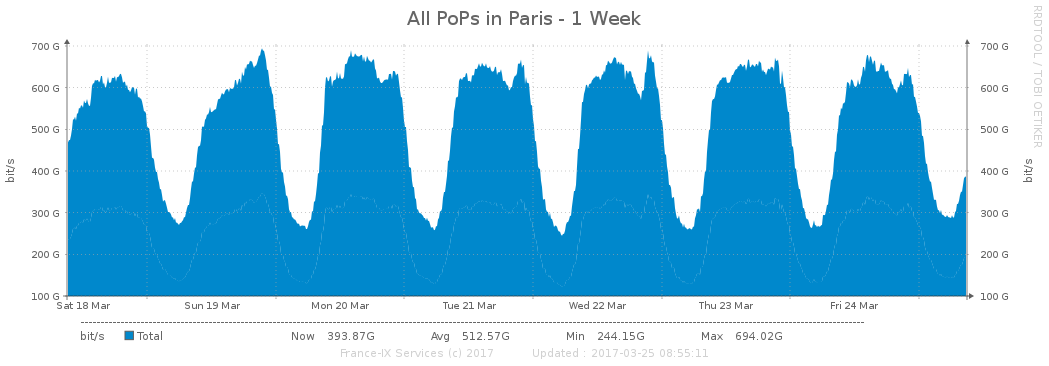 All PoPs in Paris - 1 Week
RRDTOOL / TOBI OETIKER
700 G 700 G
600 G 600 G
500 G 500 G
400 G 400 G
300 G 300 G
200 G 200 G
100 G 100 G
bit/s
bit/s
Sat 18 Mar Sun 19 Mar Mon 20 Mar Tue 21 Mar Wed 22 Mar Thu 23 Mar Fri 24 Mar
bit/s Total Now 393.87G Avg 512.57G Min 244.15G Max 694.02G
France-IX Services (c) 2017 Updated : 2017-03-25 08:55:11